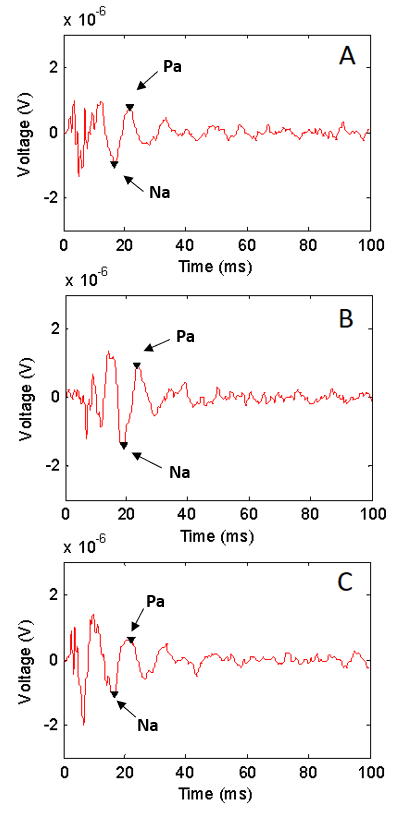 x 10-6
A
2
Pa
Voltage (V)
0
Na
-2
0 20 40 60 80 100
Time (ms)
x 10-6
B
2
Pa
Voltage (V)
0
Na
-2
0 20 40 60 80 100
Time (ms)
x 10-6
C
2
Pa
Voltage (V)
0
Na
-2
0 20 40 60 80 100
Time (ms)